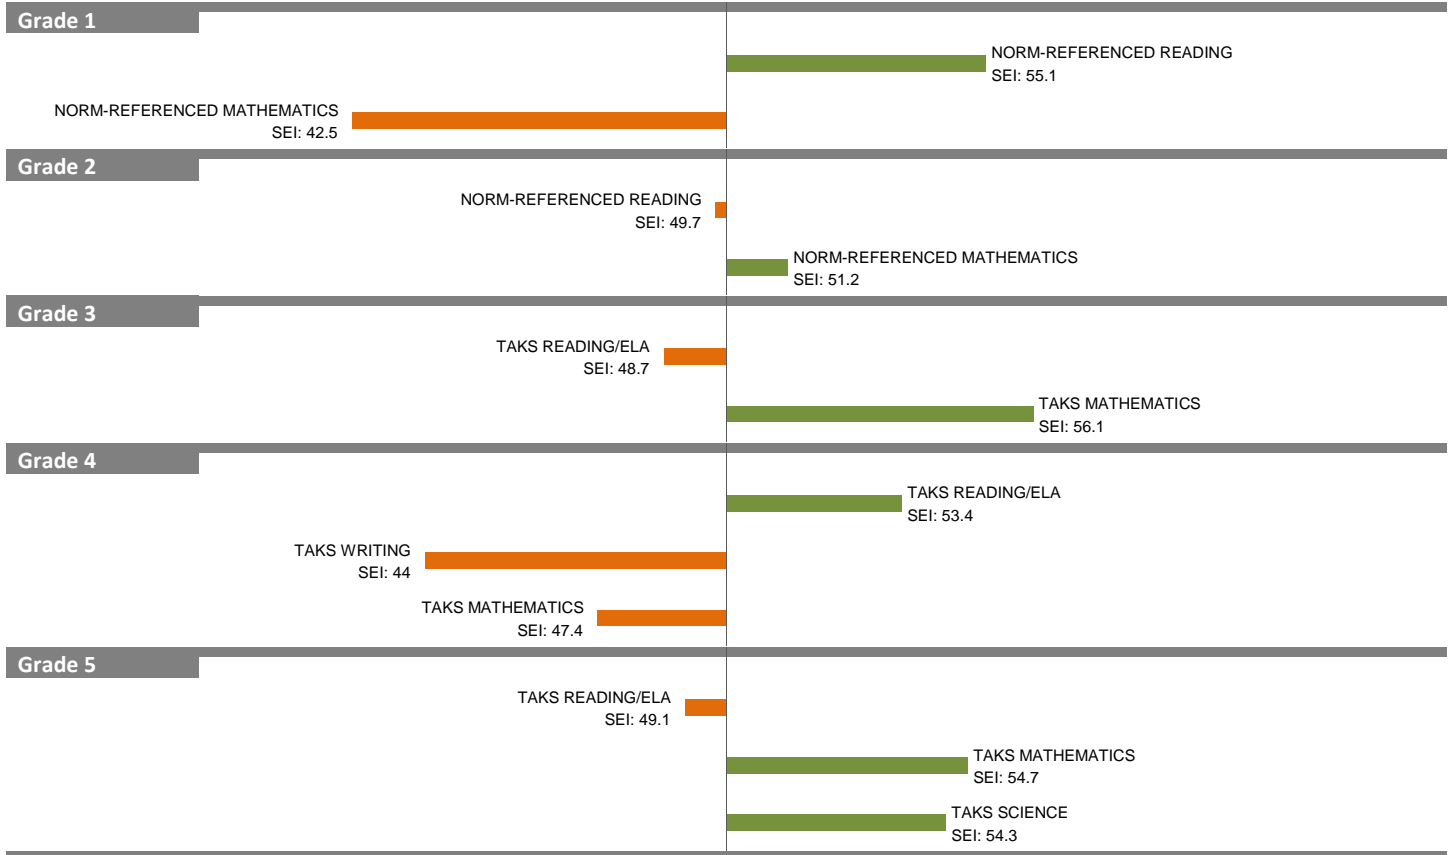 Grade 1
NORM-REFERENCED READING
SEI: 55.1
NORM-REFERENCED MATHEMATICS
SEI: 42.5
Grade 2
NORM-REFERENCED READING
SEI: 49.7
NORM-REFERENCED MATHEMATICS
SEI: 51.2
Grade 3
TAKS READING/ELA
SEI: 48.7
TAKS MATHEMATICS
SEI: 56.1
Grade 4
TAKS READING/ELA
SEI: 53.4
TAKS WRITING
SEI: 44
TAKS MATHEMATICS
SEI: 47.4
Grade 5
TAKS READING/ELA
SEI: 49.1
TAKS MATHEMATICS
SEI: 54.7
TAKS SCIENCE
SEI: 54.3